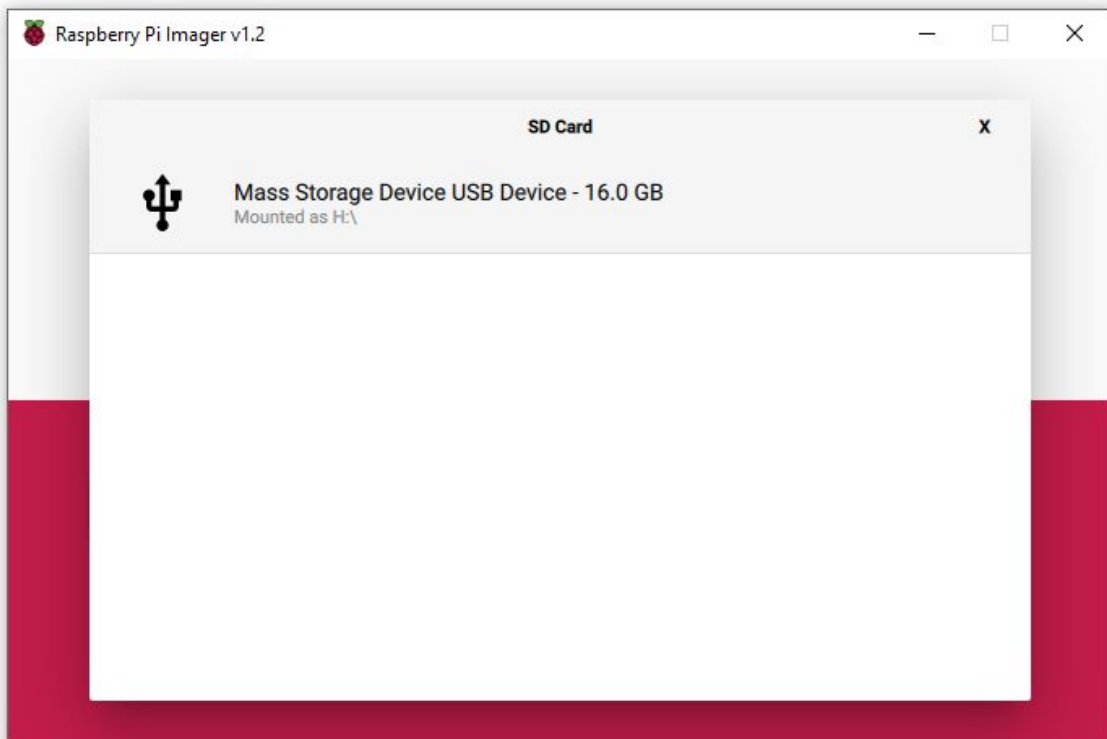 Raspberry Pi Imager v1.2
SD Card X
Mass Storage Device USB Device - 16.0 GB
Mounted as H:\